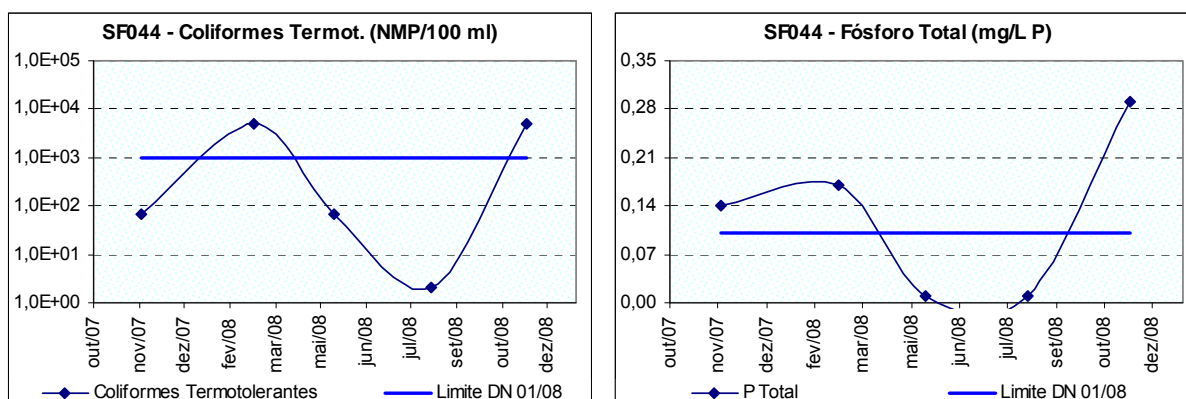 SF044 - Coliformes Termot. (NMP/100 ml)
1,0E+05
1,0E+04
1,0E+03
1,0E+02
1,0E+01
1,0E+00
out/07
nov/07
dez/07
fev/08
mar/08
mai/08
jun/08
jul/08
set/08
out/08
dez/08
Coliformes Termotolerantes
Limite DN 01/08
SF044 - Fósforo Total (mg/L P)
0,35
0,28
0,21
0,14
0,07
0,00
out/07
nov/07
dez/07
fev/08
mar/08
mai/08
jun/08
jul/08
set/08
out/08
dez/08
P Total
Limite DN 01/08